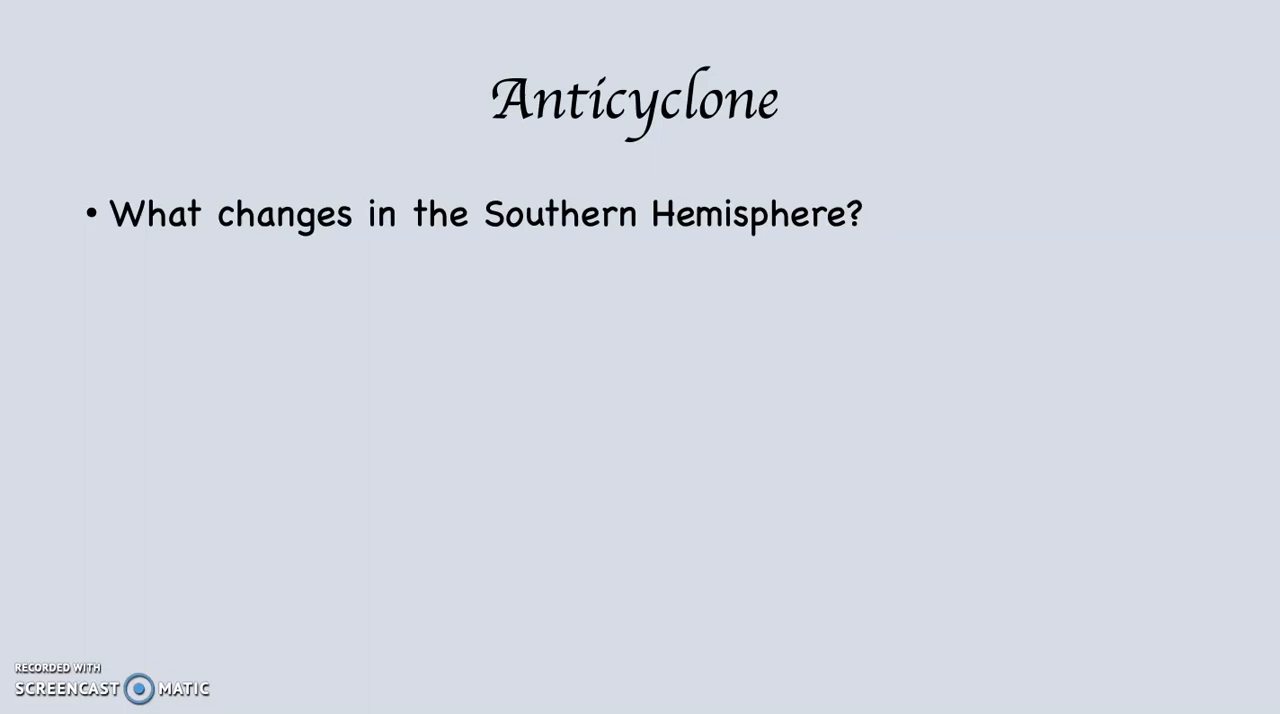 Anticyclone
• What changes in the Southern Hemisphere?
RECORDED WITH
SCREENCAST MATIC